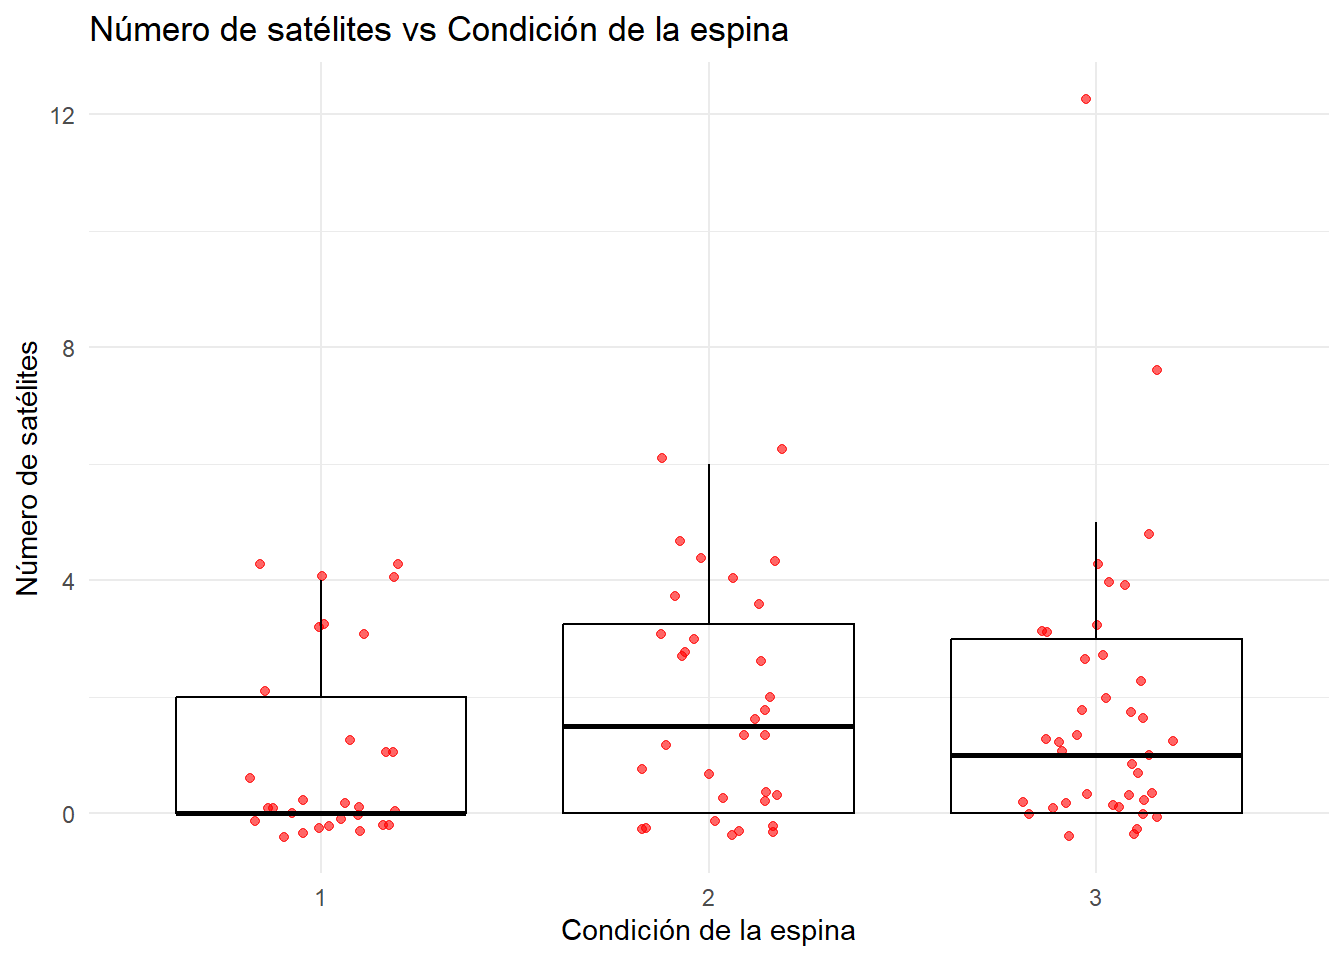 Número de satélites vs Condición de la espina
12
8
4
0
Número de satélites
1
2
3
Condición de la espina